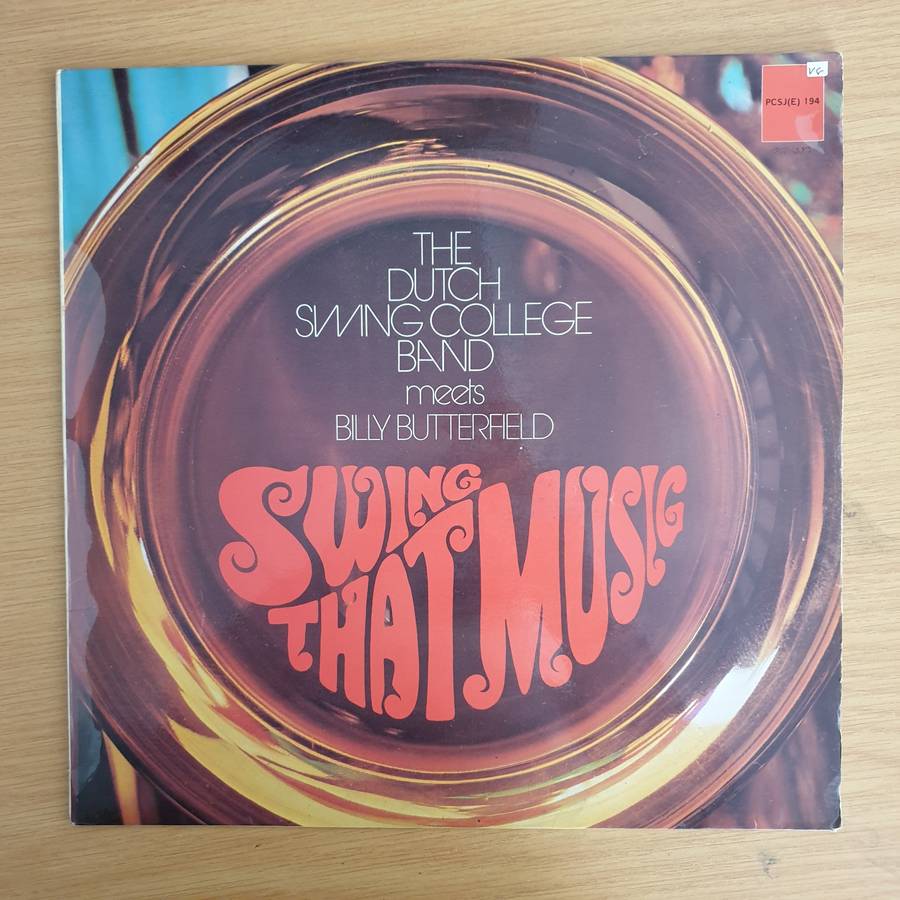 VG
PCSJ(E) 194
THE
DUTCH
SWING COLLEGE
BAND
meets
BILLY BUTTERFIELD
SWING
THAT MUSIC